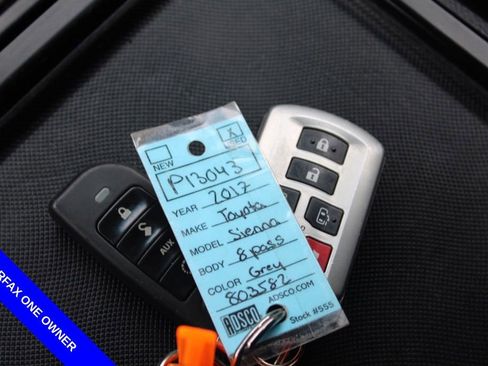 NEW
X
USED
P13043
YEAR 2017
MAKE Toyota
MODEL Sienna
BODY 8 pass
COLOR Grey
803582
ADSCO ADSCO.COM
Stock #555
AUX
RFAX ONE OWNER